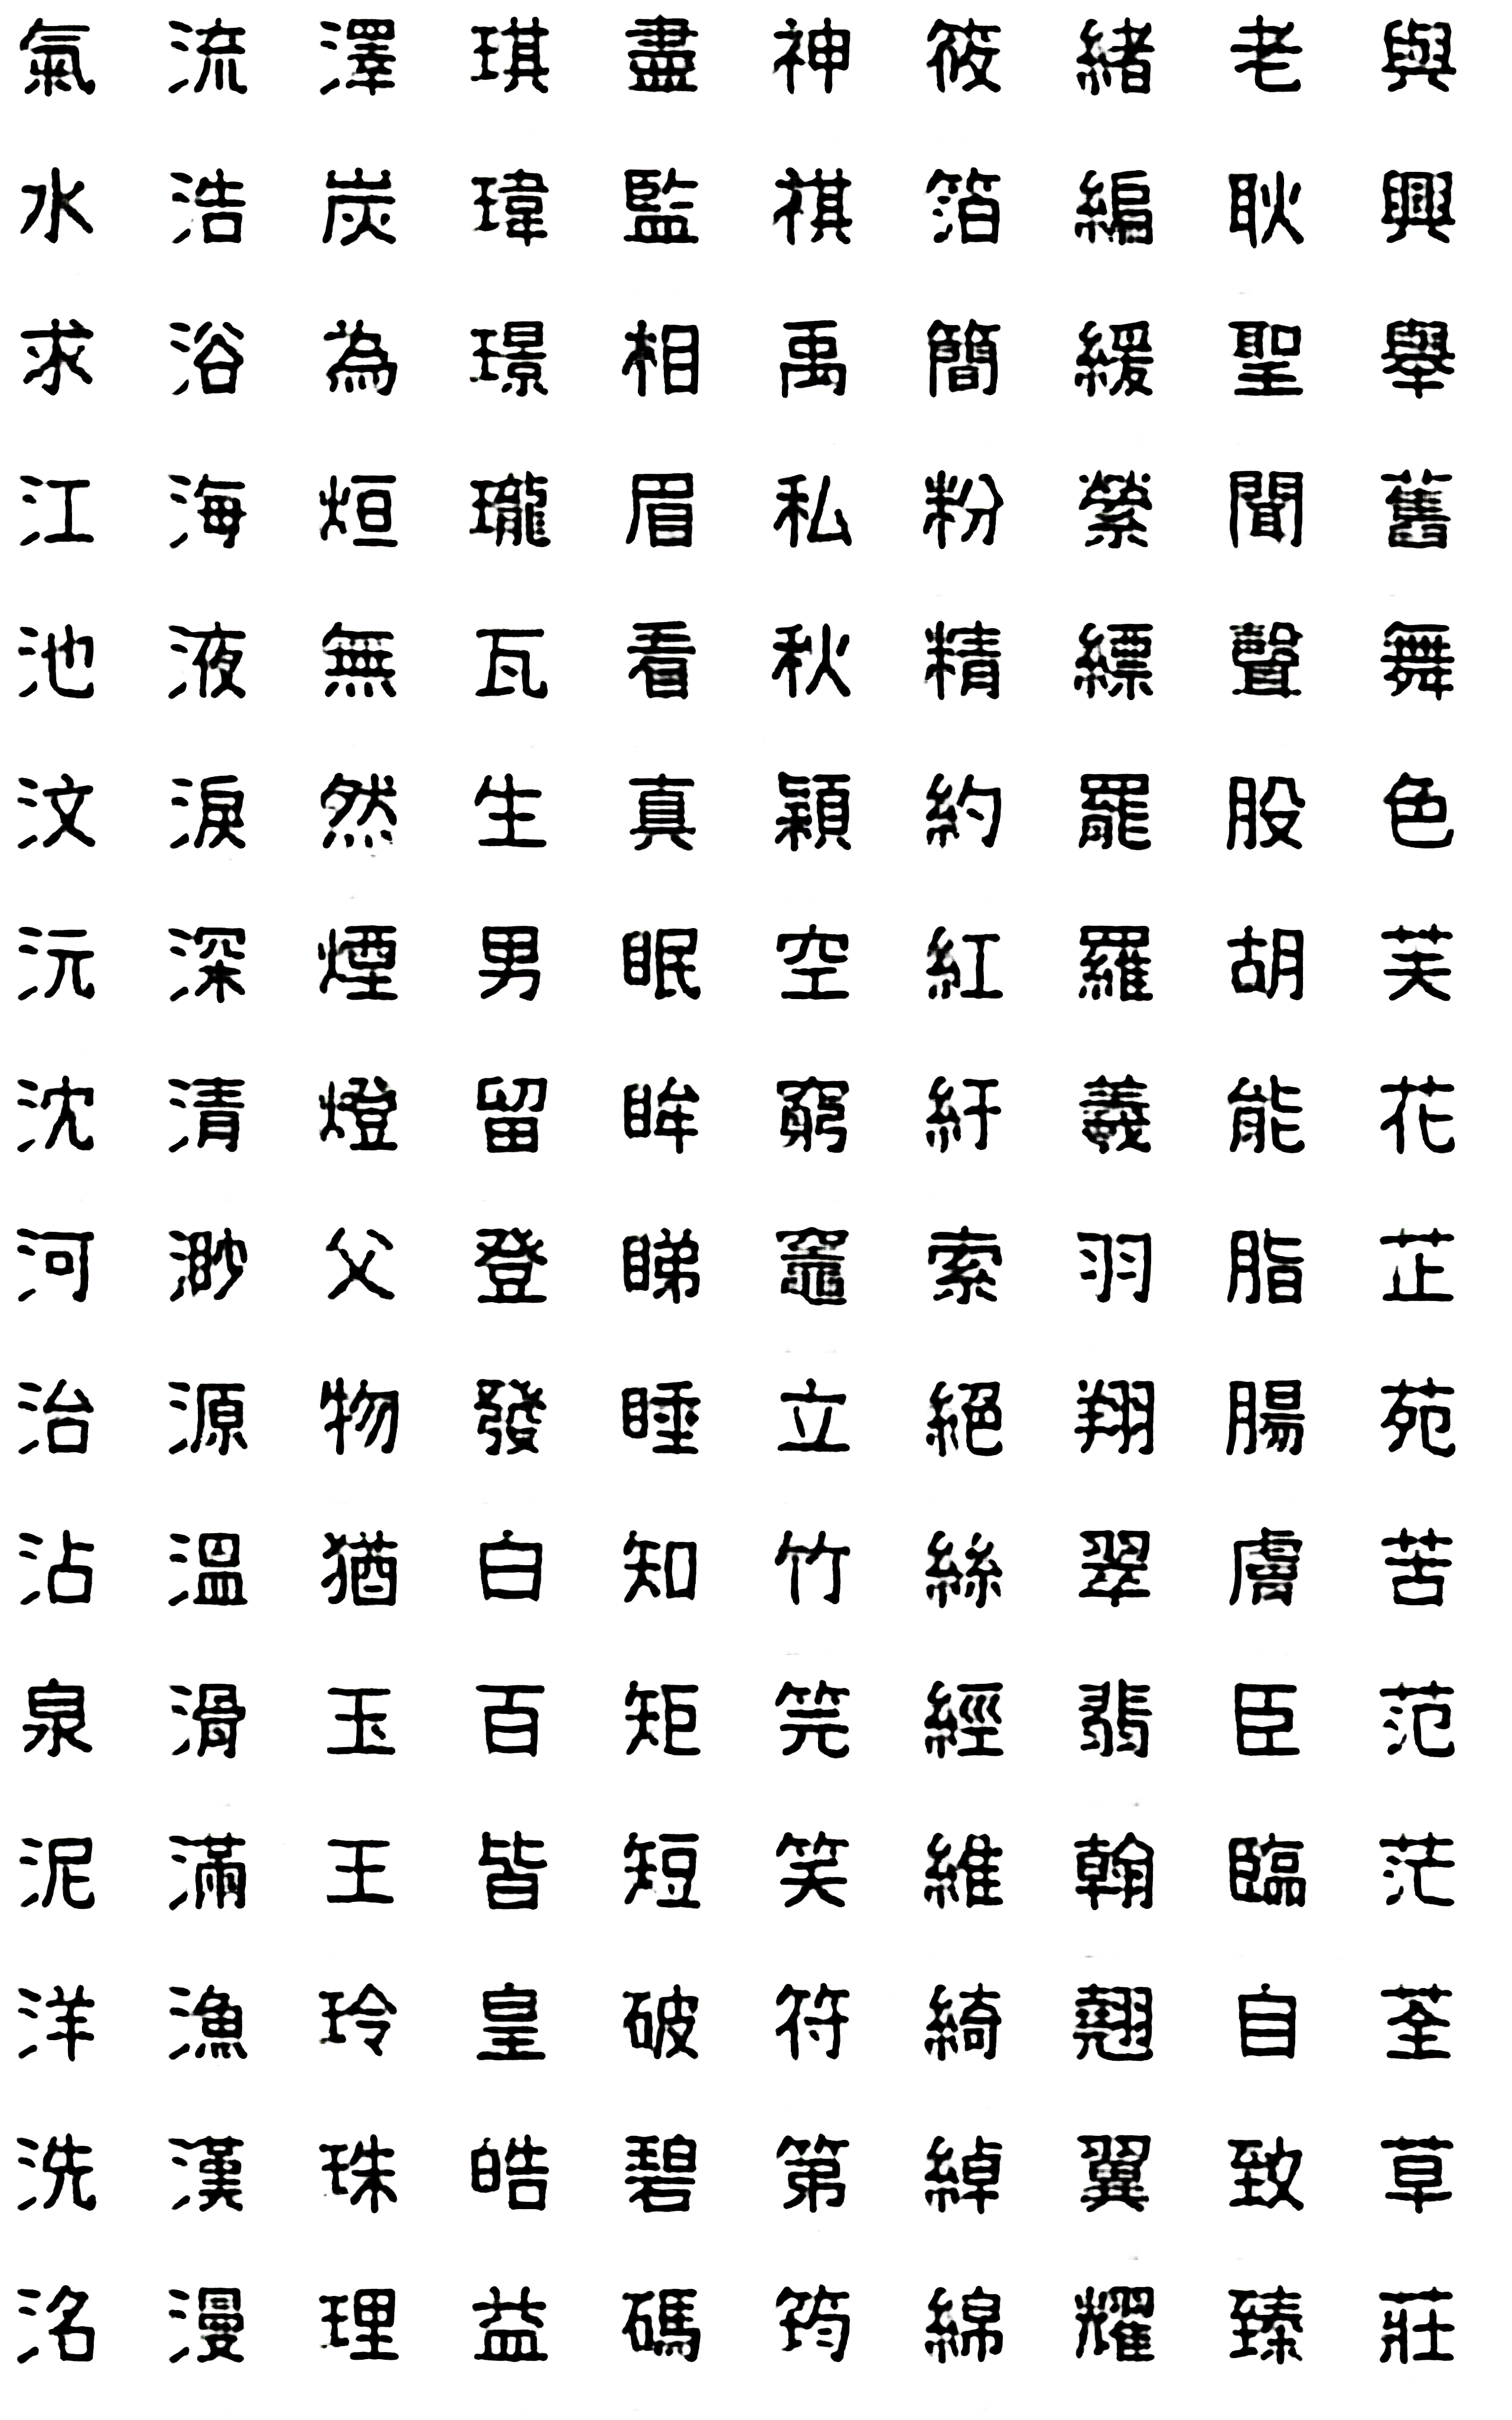 氣 流 澤 琪 盡 神 筱 緒 老 與
水 浩 炭 瑋 監 祺 箔 編 耿 興
求 浴 為 璟 相 禹 簡 緩 聖 舉
江 海 烜 瓏 眉 私 粉 縈 聞 舊
池 液 無 瓦 看 秋 精 縹 聲 舞
汶 淚 然 生 真 穎 約 罷 股 色
沅 深 煙 男 眠 空 紅 羅 胡 芙
沈 清 燈 留 眸 窮 紆 羲 能 花
河 渺 父 登 睇 竈 索 羽 脂 芷
治 源 物 發 睡 立 絕 翔 腸 苑
沾 溫 猶 白 知 竹 絲 翠 膚 苦
泉 滑 玉 百 矩 笎 經 翡 臣 范
泥 滿 王 皆 短 笑 維 翰 臨 茫
洋 漁 玲 皇 破 符 綺 翹 自 荃
洗 漢 珠 皓 碧 第 綽 翼 致 草
洺 漫 理 益 碼 筠 綿 耀 臻 莊